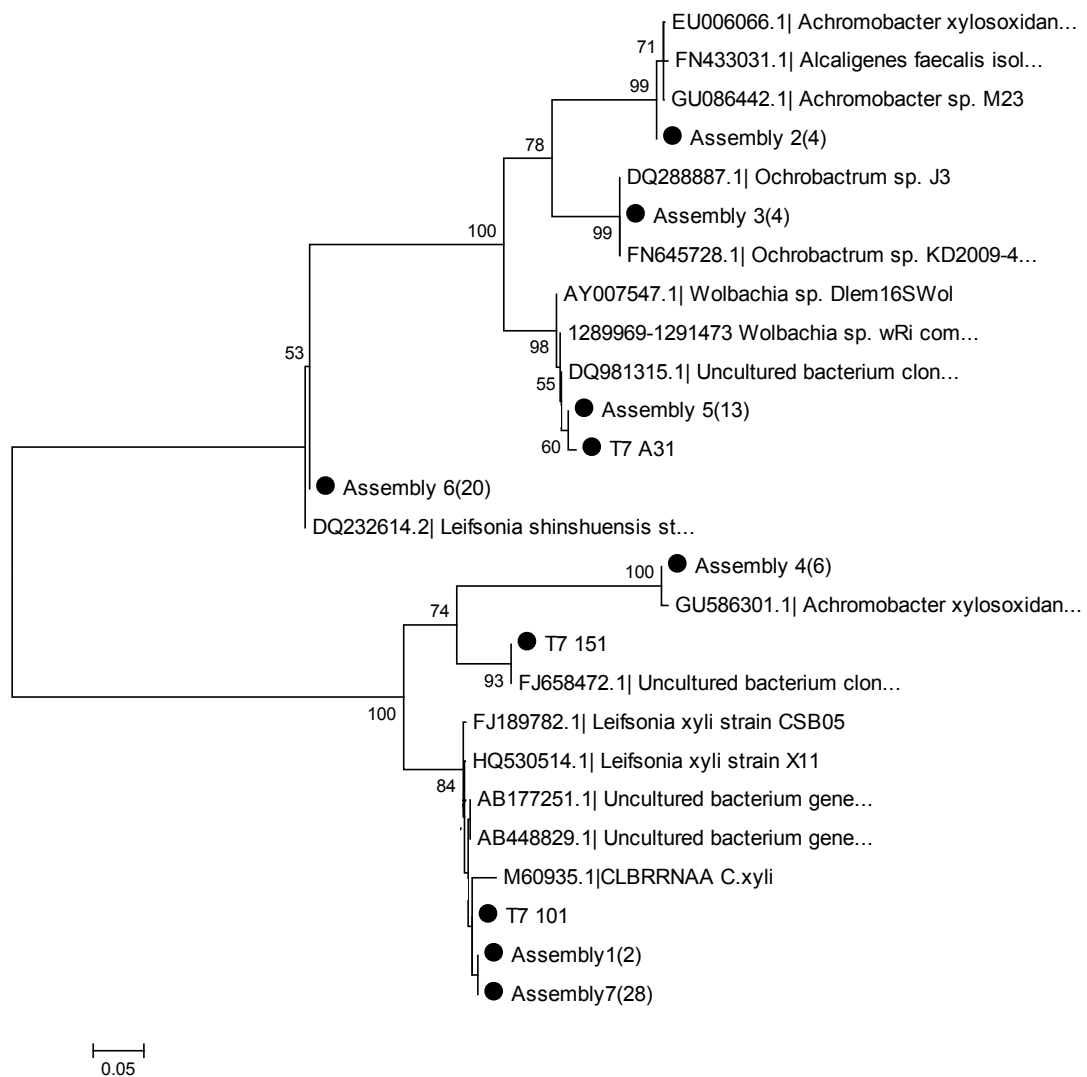 EU006066.1| Achromobacter xylosoxidan...
71
FN433031.1| Alcaligenes faecalis isol...
99
GU086442.1| Achromobacter sp. M23
Assembly 2(4)
78
DQ288887.1| Ochrobactrum sp. J3
Assembly 3(4)
100
99
FN645728.1| Ochrobactrum sp. KD2009-4...
AY007547.1| Wolbachia sp. Dlem16SWol
1289969-1291473 Wolbachia sp. wRi com...
98
53
DQ981315.1| Uncultured bacterium clon...
55
Assembly 5(13)
60
T7 A31
Assembly 6(20)
DQ232614.2| Leifsonia shinshuensis st...
Assembly 4(6)
100
GU586301.1| Achromobacter xylosoxidan...
74
T7 151
93
FJ658472.1| Uncultured bacterium clon...
100
FJ189782.1| Leifsonia xyli strain CSB05
HQ530514.1| Leifsonia xyli strain X11
84
AB177251.1| Uncultured bacterium gene...
AB448829.1| Uncultured bacterium gene...
M60935.1|CLBRRNAA C.xyli
T7 101
Assembly1(2)
Assembly7(28)
0.05